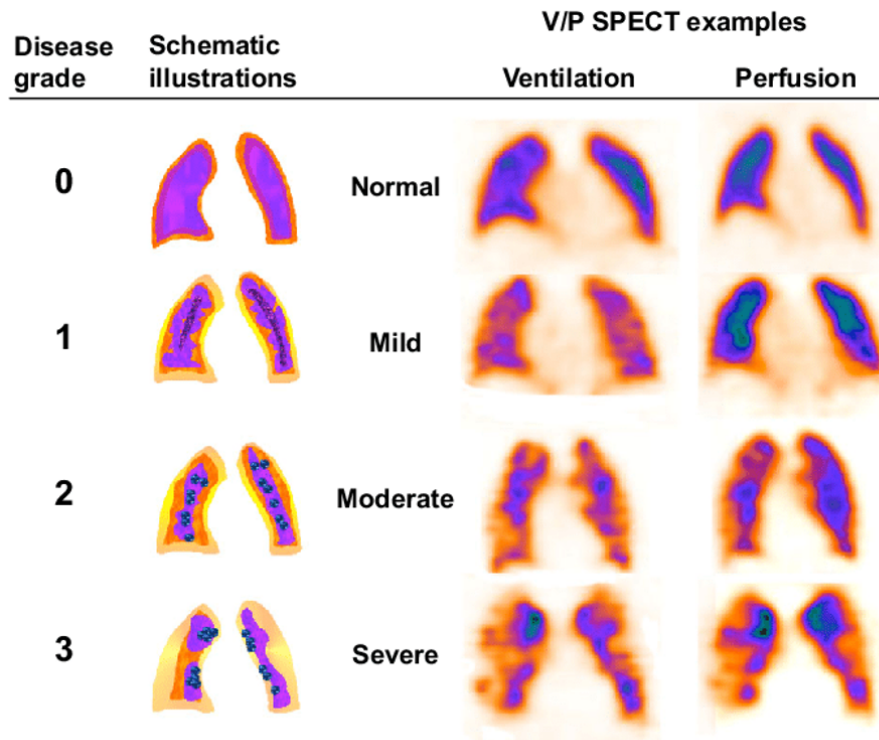 V/P SPECT examples
Disease Schematic
grade illustrations Ventilation Perfusion
0 Normal
1 Mild
2 Moderate
3 Severe